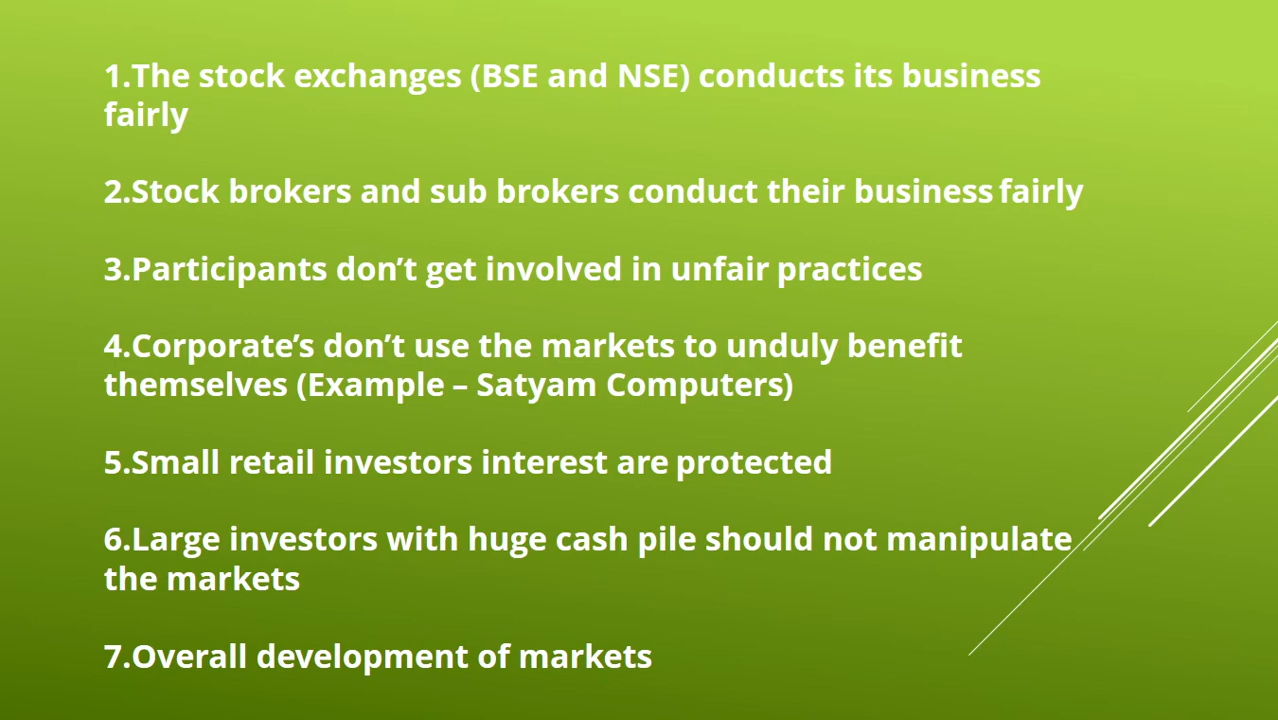 1.The stock exchanges (BSE and NSE) conducts its business
fairly
2.Stock brokers and sub brokers conduct their business fairly
3.Participants don’t get involved in unfair practices
4.Corporate’s don’t use the markets to unduly benefit
themselves (Example – Satyam Computers)
5.Small retail investors interest are protected
6.Large investors with huge cash pile should not manipulate
the markets
7.Overall development of markets